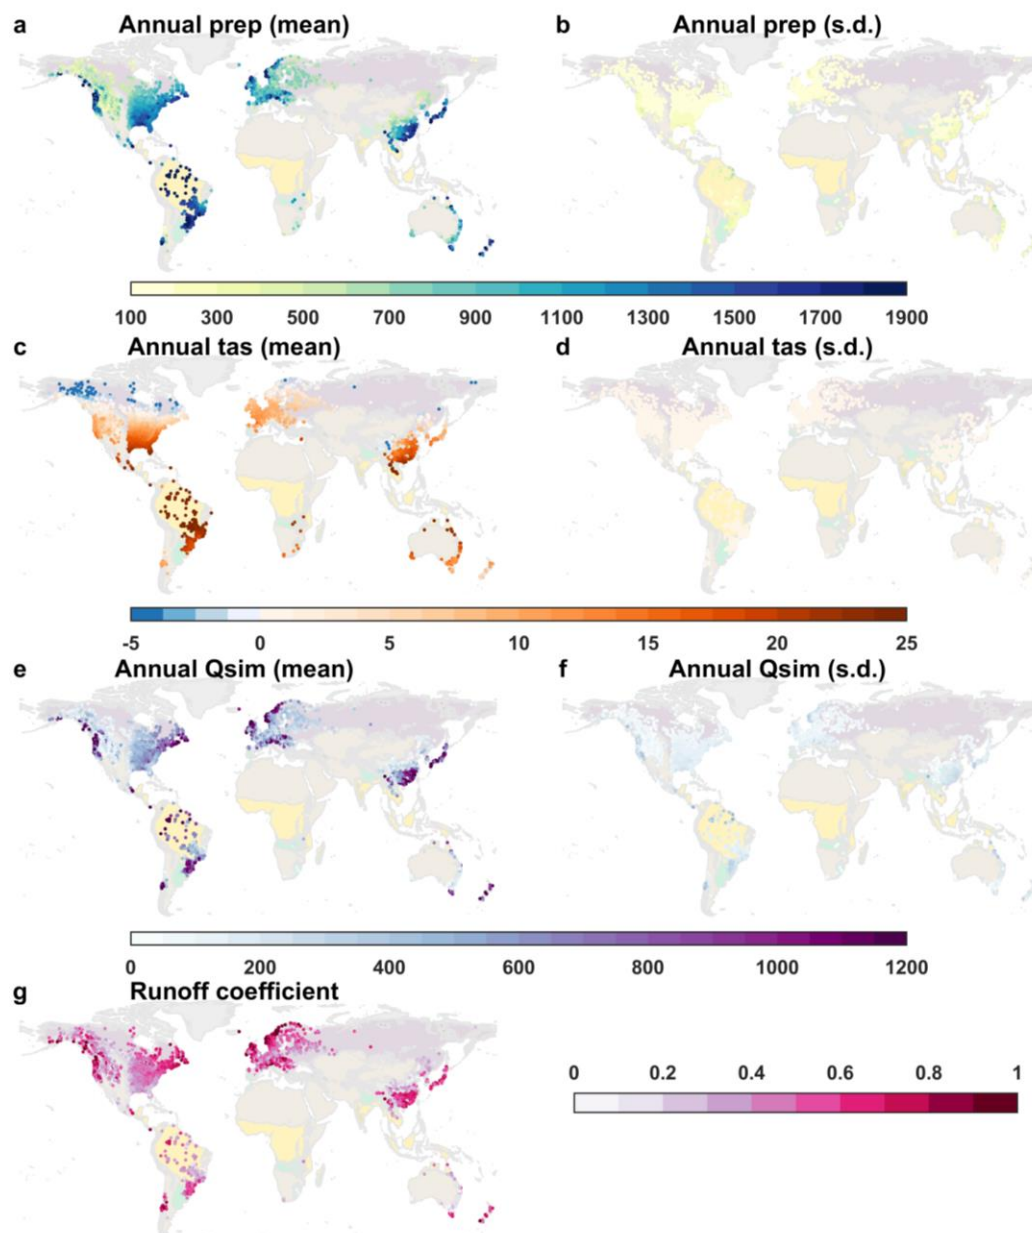 a Annual prep (mean) b Annual prep (s.d.)
100 300 500 700 900 1100 1300 1500 1700 1900
c Annual tas (mean) d Annual tas (s.d.)
-5 0 5 10 15 20 25
e Annual Qsim (mean) f Annual Qsim (s.d.)
0 200 400 600 800 1000 1200
g Runoff coefficient
0 0.2 0.4 0.6 0.8 1